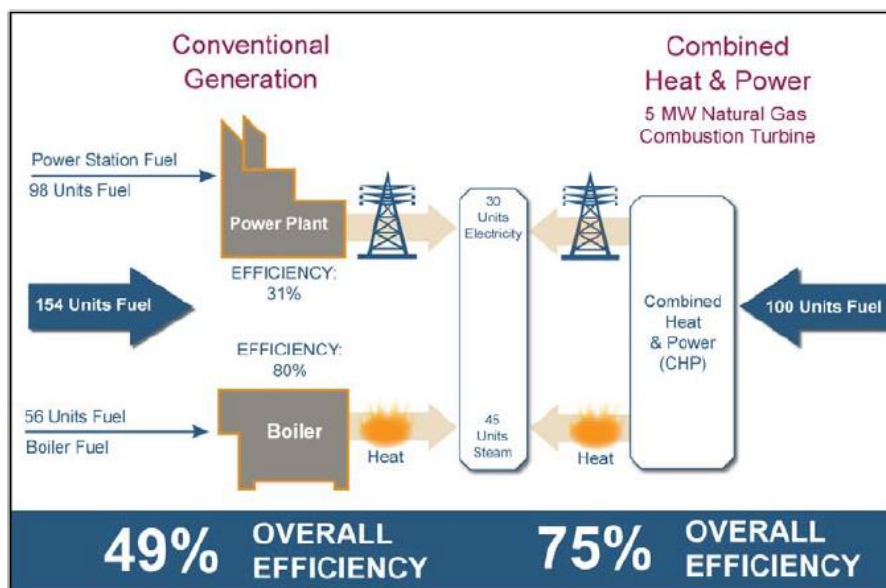 Conventional
Generation
Combined
Heat & Power
5 MW Natural Gas
Combustion Turbine
Power Station Fuel
98 Units Fuel
Power Plant
30
Units
Electricity
EFFICIENCY:
31%
154 Units Fuel
Combined
Heat
& Power
(CHP)
100 Units Fuel
EFFICIENCY:
80%
56 Units Fuel
Boiler Fuel
Boiler
Heat
45
Units
Steam
Heat
49% OVERALL
EFFICIENCY
75% OVERALL
EFFICIENCY